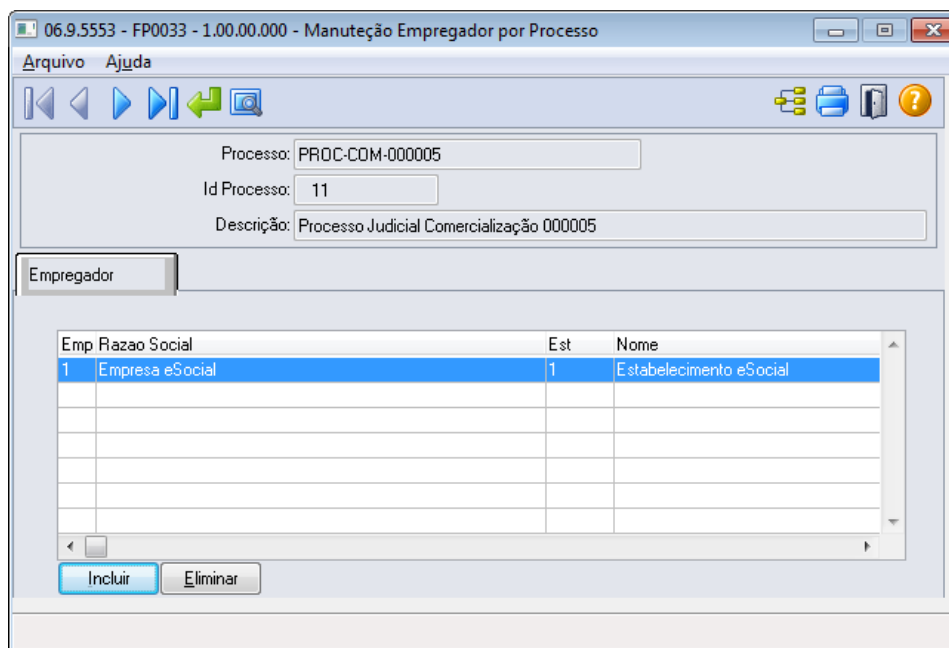 06.9.5553 - FP0033 - 1.00.00.000 - Manuteção Empregador por Processo
Arquivo Ajuda
Processo: PROC-COM-000005
Id Processo: 11
Descrição: Processo Judicial Comercialização 000005
Empregador
Emp Razao Social Est Nome
1 Empresa eSocial 1 Estabelecimento eSocial
Incluir Eliminar